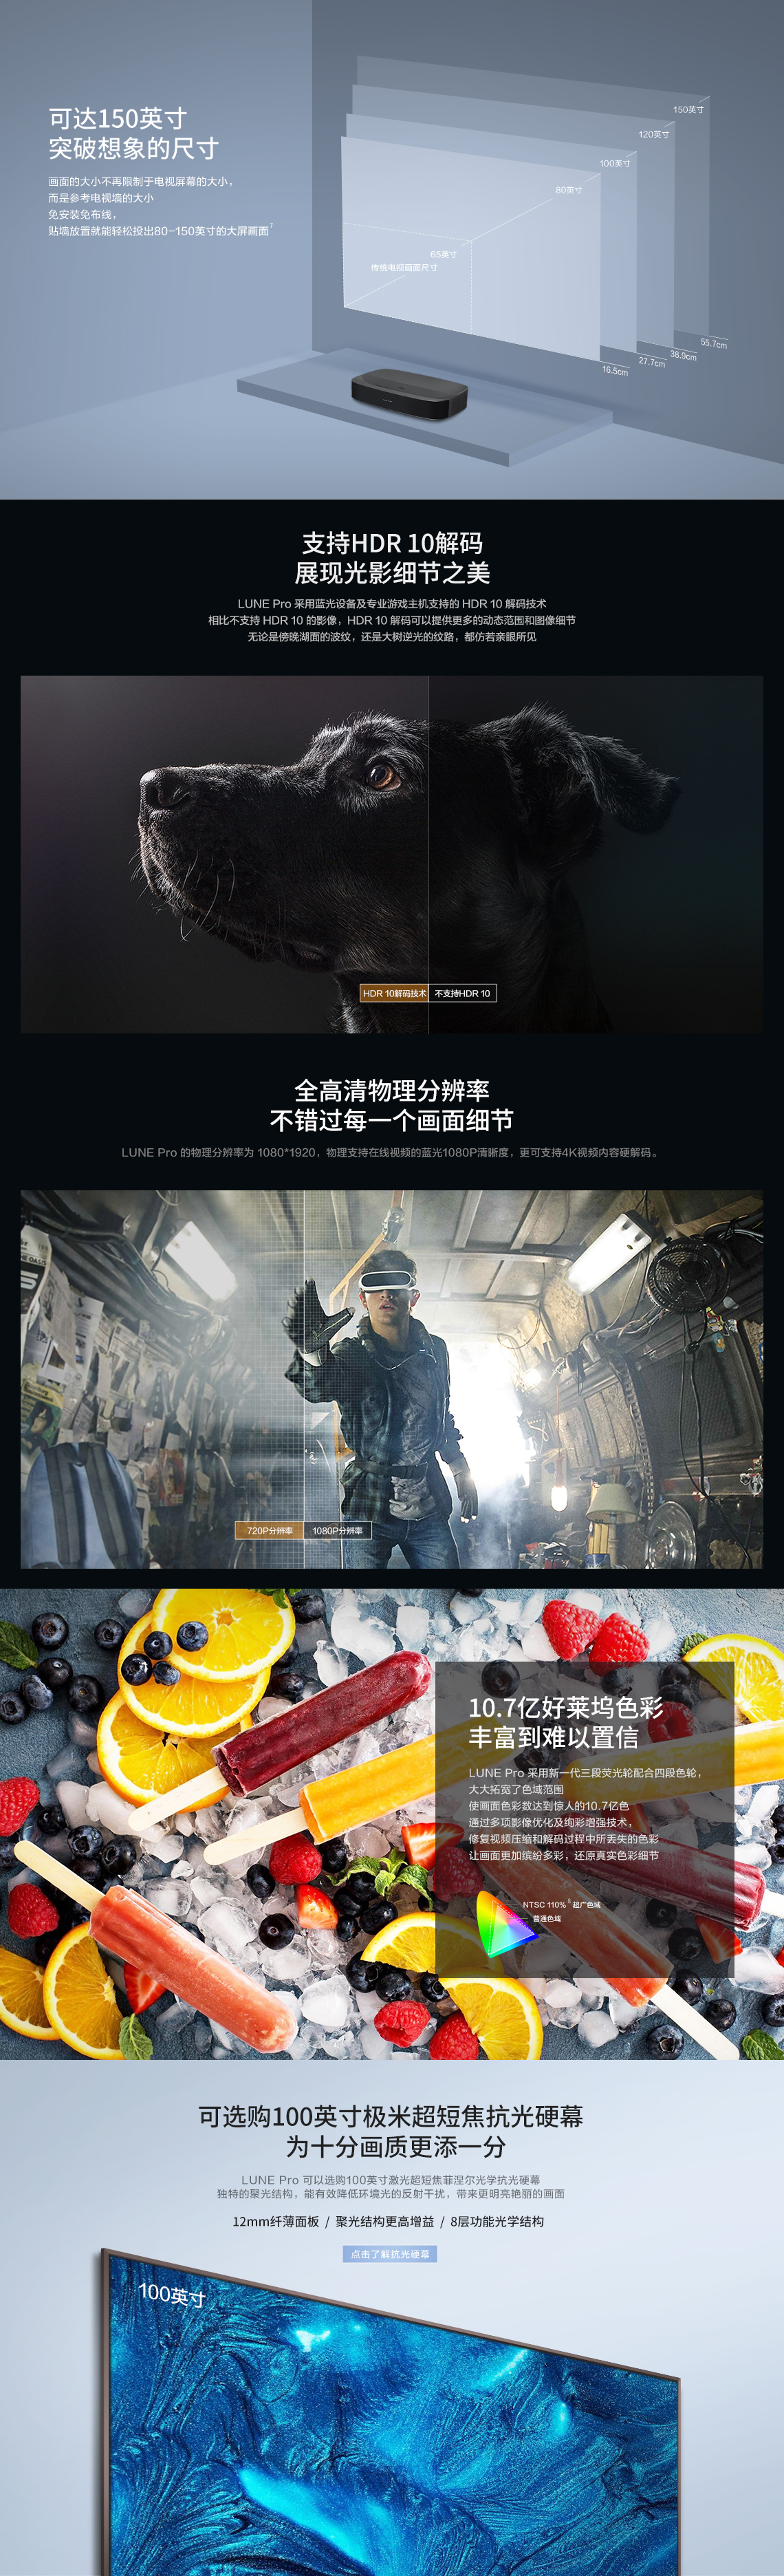 可达150英寸
突破想象的尺寸
画面的大小不再限制于电视屏幕的大小，
而是参考电视墙的大小
免安装免布线，
贴墙放置就能轻松投出80-150英寸的大屏画面7
150英寸
120英寸
100英寸
80英寸
65英寸
传统电视画面尺寸
55.7cm
38.9cm
27.7cm
16.5cm
支持HDR 10解码
展现光影细节之美
LUNE Pro 采用蓝光设备及专业游戏主机支持的 HDR 10 解码技术
相比不支持 HDR 10 的影像，HDR 10 解码可以提供更多的动态范围和图像细节
无论是傍晚湖面的波纹，还是大树逆光的纹路，都仿若亲眼所见
HDR 10解码技术 不支持HDR 10
全高清物理分辨率
不错过每一个画面细节
LUNE Pro 的物理分辨率为 1080*1920，物理支持在线视频的蓝光1080P清晰度，更可支持4K视频内容硬解码。
720P分辨率 1080P分辨率
10.7亿好莱坞色彩
丰富到难以置信
LUNE Pro 采用新一代三段荧光轮配合四段色轮，
大大拓宽了色域范围
使画面色彩数达到惊人的10.7亿色
通过多项影像优化及绚彩增强技术，
修复视频压缩和解码过程中所丢失的色彩
让画面更加缤纷多彩，还原真实色彩细节
NTSC 110%8 超广色域
普通色域
可选购100英寸极米超短焦抗光硬幕
为十分画质更添一分
LUNE Pro 可以选购100英寸激光超短焦菲涅尔光学抗光硬幕
独特的聚光结构，能有效降低环境光的反射干扰，带来更明亮艳丽的画面
12mm纤薄面板 / 聚光结构更高增益 / 8层功能光学结构
点击了解抗光硬幕
100英寸